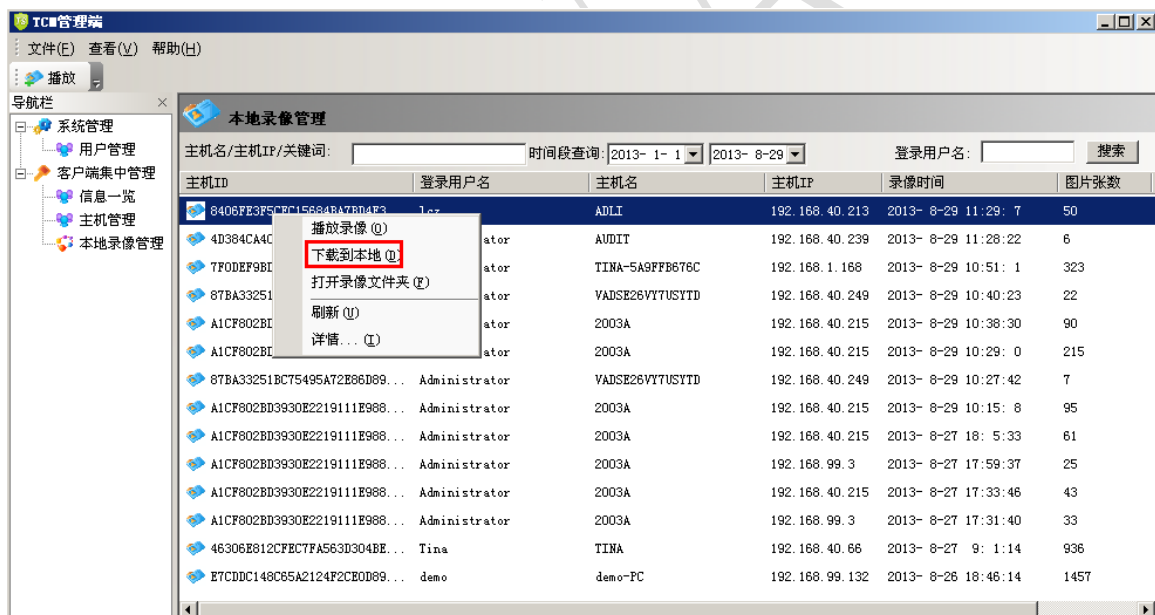 TCM管理端
文件(F) 查看(V) 帮助(H)
播放
导航栏
系统管理
用户管理
客户端集中管理
信息一览
主机管理
本地录像管理
本地录像管理
主机名/主机IP/关键词: 时间段查询: 2013- 1- 1 2013- 8-29 登录用户名: 搜索
主机ID 登录用户名 主机名 主机IP 录像时间 图片张数
8406FE3F5CFC15684BA7BD4F3 lcz ADLI 192.168.40.213 2013- 8-29 11:29: 7 50
4D384CA4C ator AUDIT 192.168.40.239 2013- 8-29 11:28:22 6
7F0DEF9BD ator TINA-5A9FFB676C 192.168.1.168 2013- 8-29 10:51: 1 323
87BA33251 ator VADSE26VY7USYTD 192.168.40.249 2013- 8-29 10:40:23 22
A1CF802BD ator 2003A 192.168.40.215 2013- 8-29 10:38:30 90
A1CF802BD ator 2003A 192.168.40.215 2013- 8-29 10:29: 0 215
播放录像(O)
下载到本地(D)
打开录像文件夹(F)
刷新(U)
详情...(I)
87BA33251BC75495A72E86D89... Administrator VADSE26VY7USYTD 192.168.40.249 2013- 8-29 10:27:42 7
A1CF802BD3930E2219111E988... Administrator 2003A 192.168.40.215 2013- 8-29 10:15: 8 95
A1CF802BD3930E2219111E988... Administrator 2003A 192.168.40.215 2013- 8-27 18: 5:33 61
A1CF802BD3930E2219111E988... Administrator 2003A 192.168.99.3 2013- 8-27 17:59:37 25
A1CF802BD3930E2219111E988... Administrator 2003A 192.168.40.215 2013- 8-27 17:33:46 43
A1CF802BD3930E2219111E988... Administrator 2003A 192.168.99.3 2013- 8-27 17:31:40 33
46306E812CFEC7FA563D304BE... Tina TINA 192.168.40.66 2013- 8-27 9: 1:14 936
E7CDDC148C65A2124F2CE0D89... demo demo-PC 192.168.99.132 2013- 8-26 18:46:14 1457